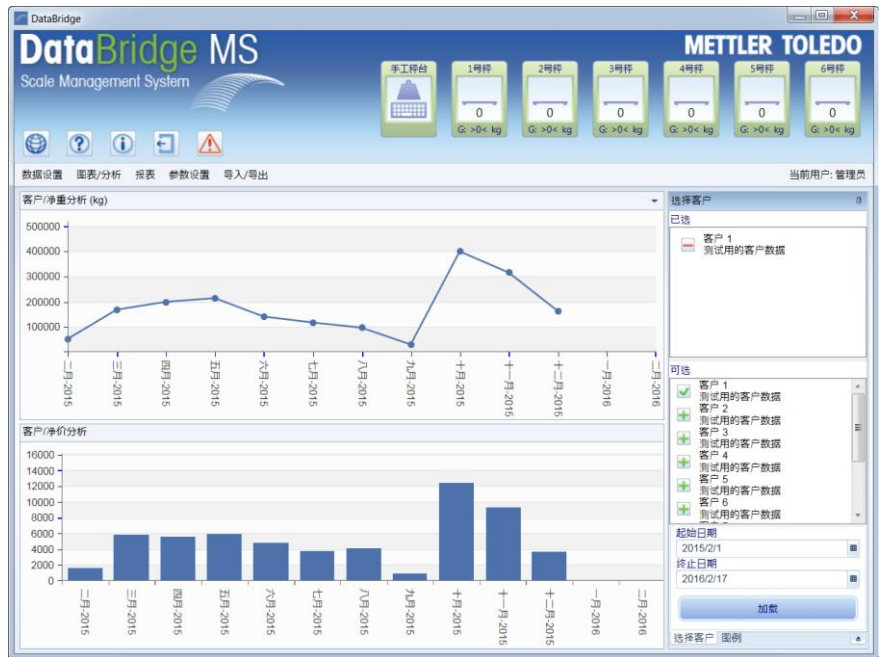 DataBridge
DataBridge MS
Scale Management System
METTLER TOLEDO
手工秤台
1号秤
2号秤
3号秤
4号秤
5号秤
6号秤
0
0
0
0
0
0
G: >0< kg
G: >0< kg
G: >0< kg
G: >0< kg
G: >0< kg
G: >0< kg
数据设置 图表/分析 报表 参数设置 导入/导出
当前用户: 管理员
客户/净重分析 (kg)
500000
400000
300000
200000
100000
二月-2015
三月-2015
四月-2015
五月-2015
六月-2015
七月-2015
八月-2015
九月-2015
十月-2015
十一月-2015
十二月-2015
一月-2016
二月-2016
客户/净价分析
16000
14000
12000
10000
8000
6000
4000
2000
0
二月-2015
三月-2015
四月-2015
五月-2015
六月-2015
七月-2015
八月-2015
九月-2015
十月-2015
十一月-2015
十二月-2015
一月-2016
二月-2016
选择客户
已选
客户 1
测试用的客户数据
可选
客户 1
测试用的客户数据
客户 2
测试用的客户数据
客户 3
测试用的客户数据
客户 4
测试用的客户数据
客户 5
测试用的客户数据
客户 6
测试用的客户数据
起始日期
2015/2/1
终止日期
2016/2/17
加载
选择客户 图例